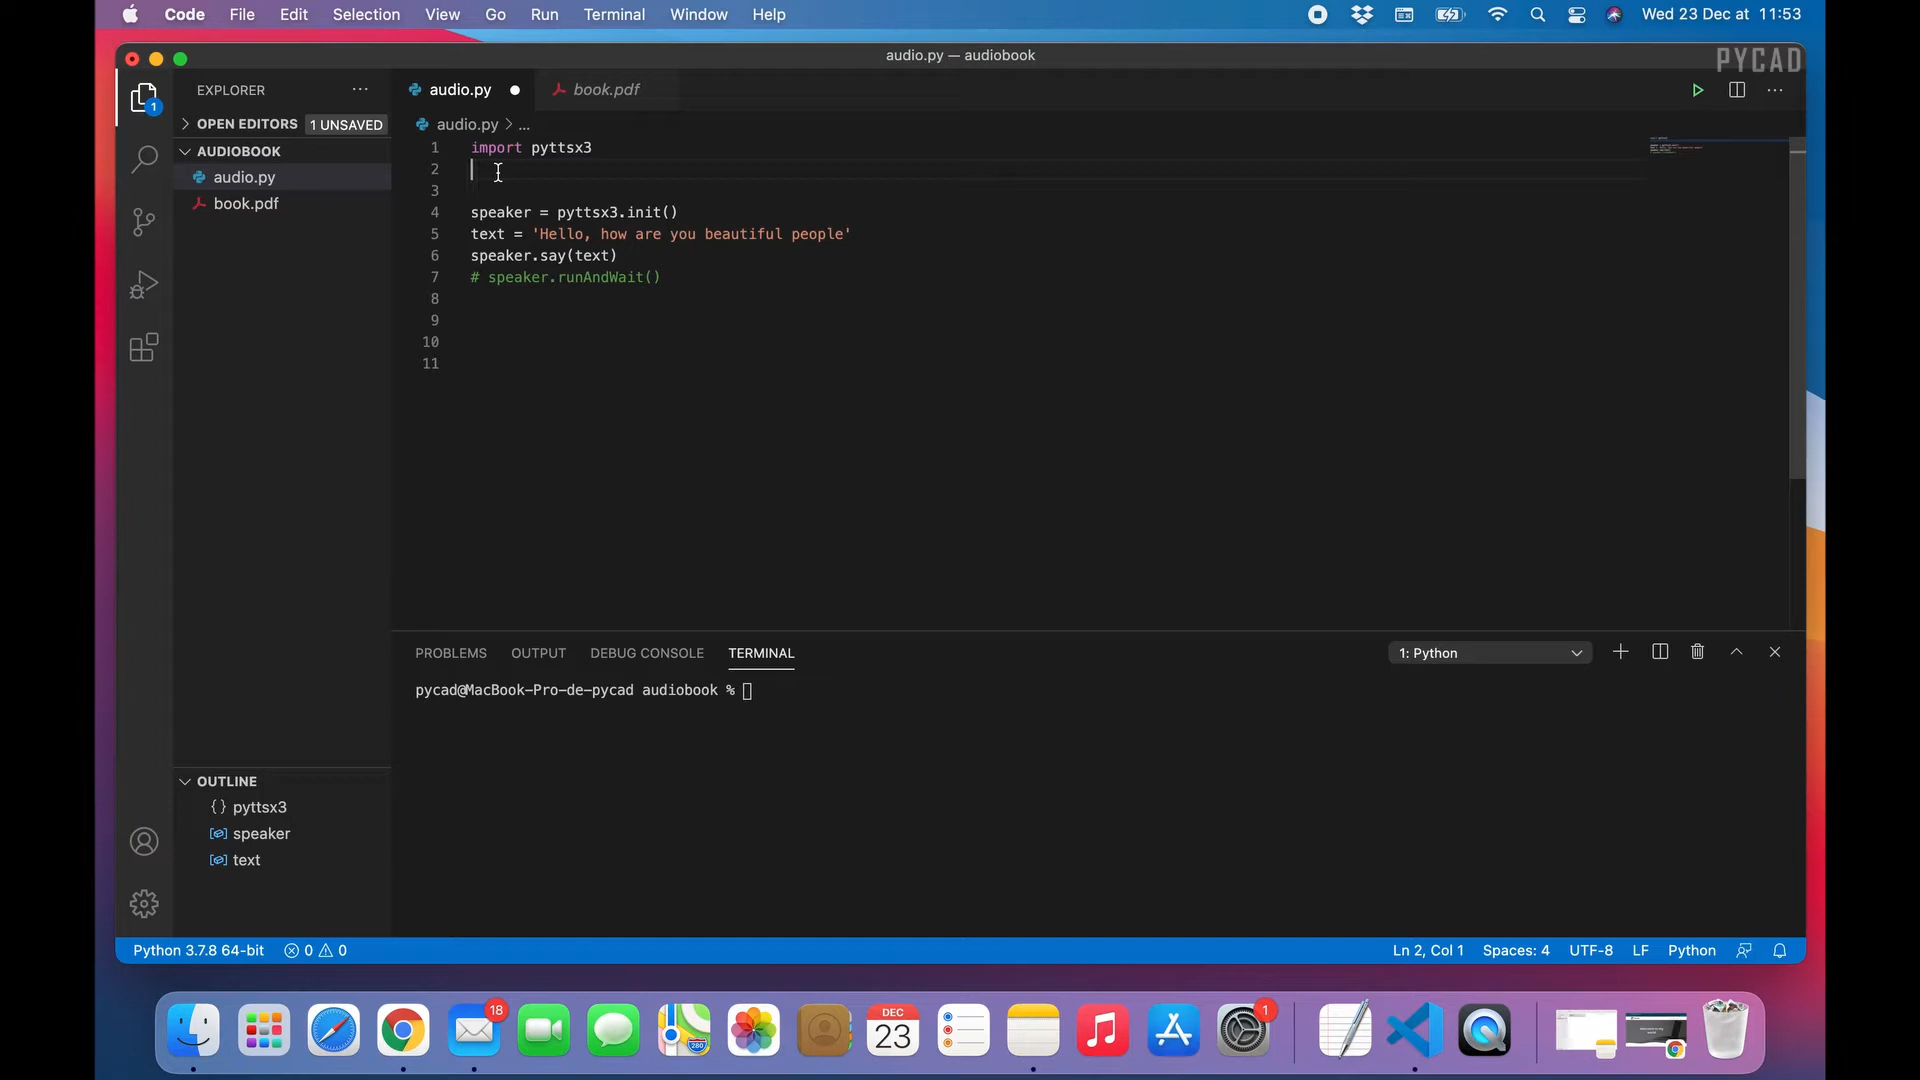 Code File Edit Selection View Go Run Terminal Window Help
Wed 23 Dec at 11:53
audio.py — audiobook
PYCAD
EXPLORER
audio.py
book.pdf
OPEN EDITORS 1 UNSAVED
audio.py > ...
AUDIOBOOK
audio.py
book.pdf
1 import pyttsx3
2
3
4 speaker = pyttsx3.init()
5 text = 'Hello, how are you beautiful people'
6 speaker.say(text)
7 # speaker.runAndWait()
8
9
10
11
PROBLEMS OUTPUT DEBUG CONSOLE TERMINAL
1: Python
pycad@MacBook-Pro-de-pycad audiobook %
OUTLINE
{} pyttsx3
speaker
text
Python 3.7.8 64-bit 0 0
Ln 2, Col 1 Spaces: 4 UTF-8 LF Python
1
18
DEC
23
280
1